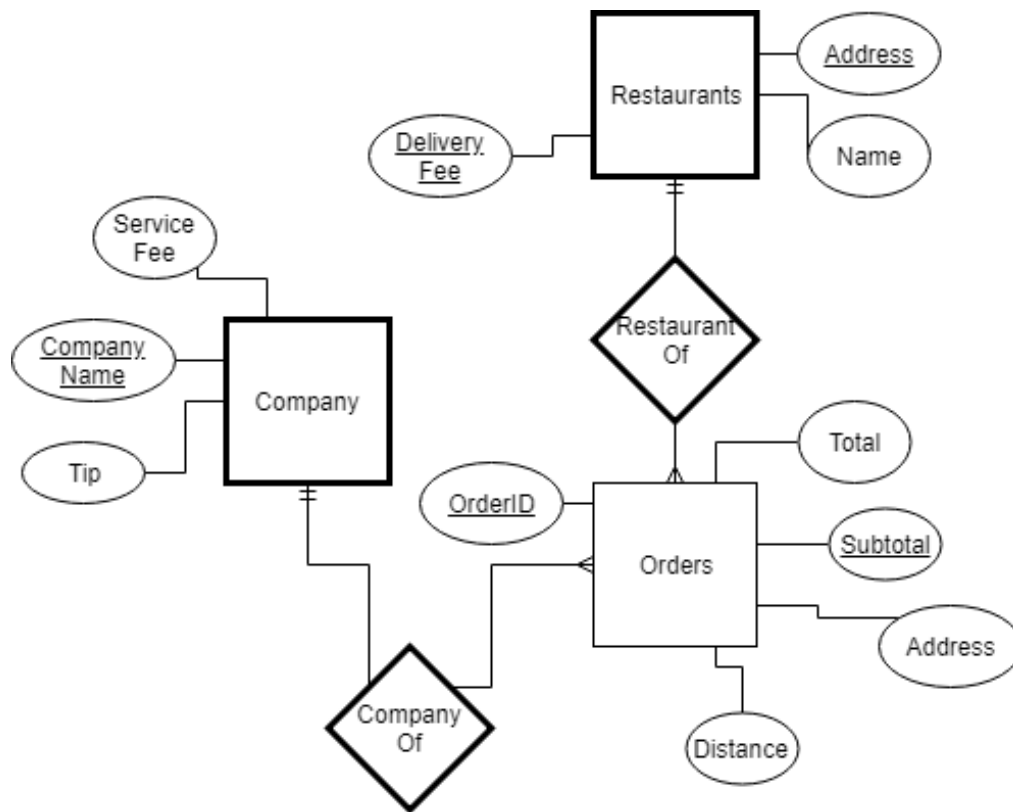 Restaurants
Address
Name
Delivery
Fee
Service
Fee
Company
Name
Company
Tip
Restaurant
Of
Total
OrderID
Subtotal
Orders
Address
Company
Of
Distance